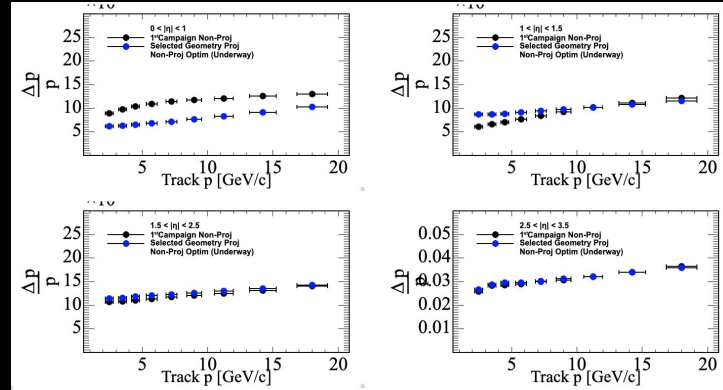 0 < |η| < 1
1ˢᵗCampaign Non-Proj
Selected Geometry Proj
Non-Proj Optim (Underway)
25
20
15
10
5
Δ p
p
5
10
15
20
Track p [GeV/c]
1 < |η| < 1.5
1ˢᵗCampaign Non-Proj
Selected Geometry Proj
Non-Proj Optim (Underway)
25
20
15
10
5
Δ p
p
5
10
15
20
Track p [GeV/c]
1.5 < |η| < 2.5
1ˢᵗCampaign Non-Proj
Selected Geometry Proj
Non-Proj Optim (Underway)
25
20
15
10
5
Δ p
p
5
10
15
20
Track p [GeV/c]
2.5 < |η| < 3.5
1ˢᵗCampaign Non-Proj
Selected Geometry Proj
Non-Proj Optim (Underway)
0.05
0.04
0.03
0.02
0.01
Δ p
p
5
10
15
20
Track p [GeV/c]